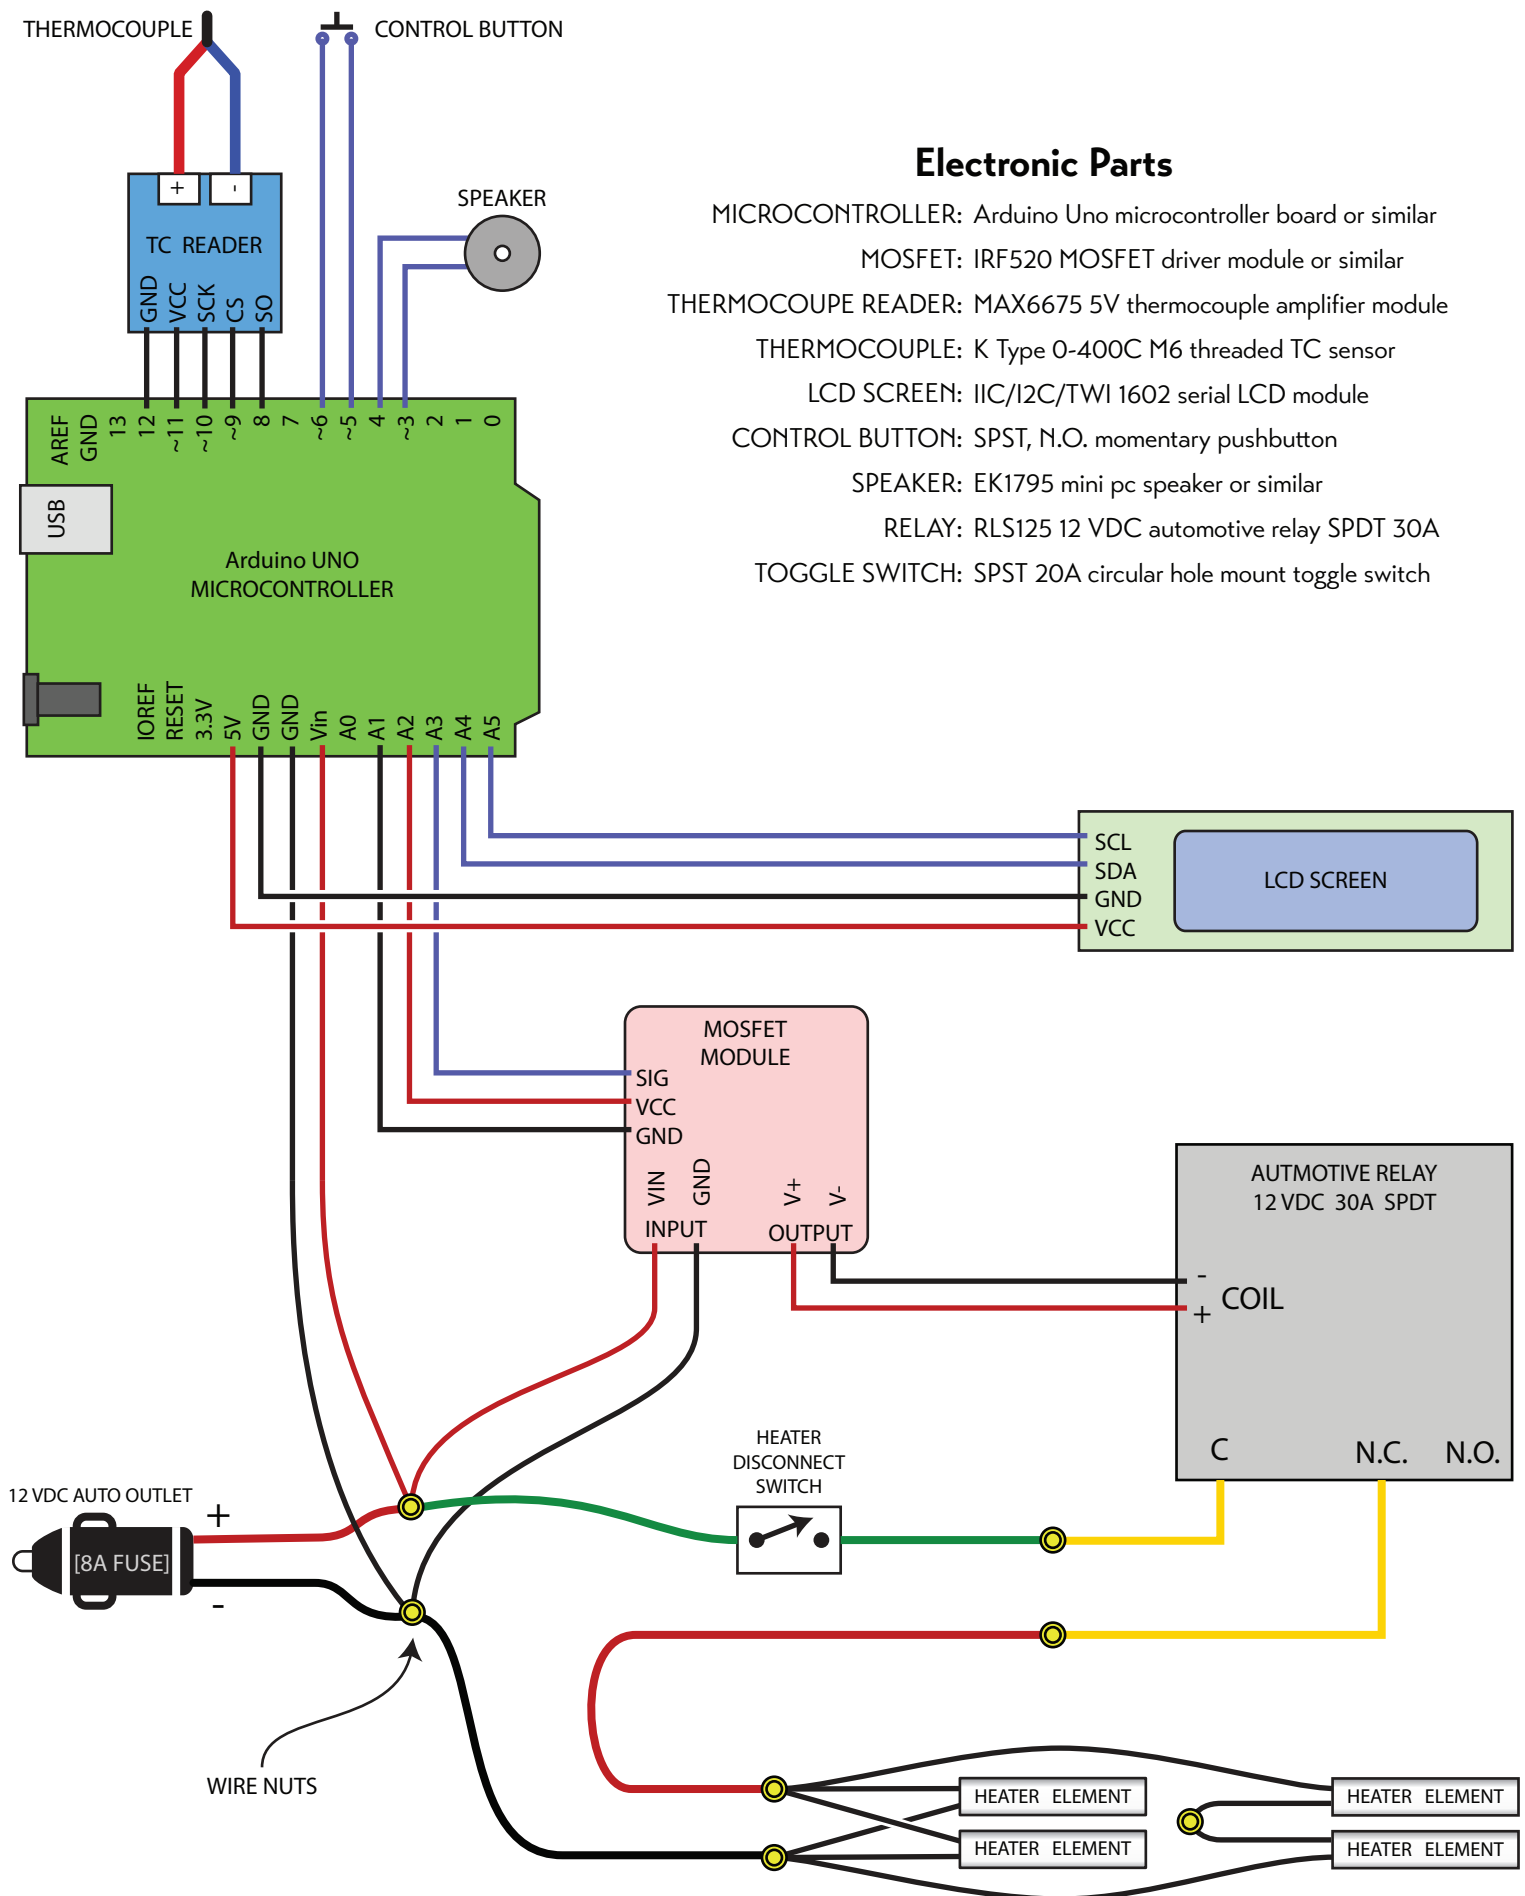 THERMOCOUPLE
CONTROL BUTTON
+
-
TC READER
GND
VCC
SCK
CS
SO
SPEAKER
Electronic Parts
MICROCONTROLLER: Arduino Uno microcontroller board or similar
MOSFET: IRF520 MOSFET driver module or similar
THERMOCOUPE READER: MAX6675 5V thermocouple amplifier module
THERMOCOUPLE: K Type 0-400C M6 threaded TC sensor
LCD SCREEN: IIC/I2C/TWI 1602 serial LCD module
CONTROL BUTTON: SPST, N.O. momentary pushbutton
SPEAKER: EK1795 mini pc speaker or similar
RELAY: RLS125 12 VDC automotive relay SPDT 30A
TOGGLE SWITCH: SPST 20A circular hole mount toggle switch
AREF
GND
13
12
~11
~10
~9
8
7
~6
~5
4
~3
2
1
0
USB
Arduino UNO
MICROCONTROLLER
IOREF
RESET
3.3V
5V
GND
GND
Vin
A0
A1
A2
A3
A4
A5
SCL
SDA
GND
VCC
LCD SCREEN
MOSFET
MODULE
SIG
VCC
GND
VIN
GND
V+
V-
INPUT
OUTPUT
AUTMOTIVE RELAY
12 VDC 30A SPDT
-
+
COIL
C
N.C.
N.O.
HEATER
DISCONNECT
SWITCH
12 VDC AUTO OUTLET
+
[8A FUSE]
-
WIRE NUTS
HEATER ELEMENT
HEATER ELEMENT
HEATER ELEMENT
HEATER ELEMENT